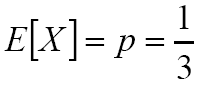 E[X] = p = 1/3